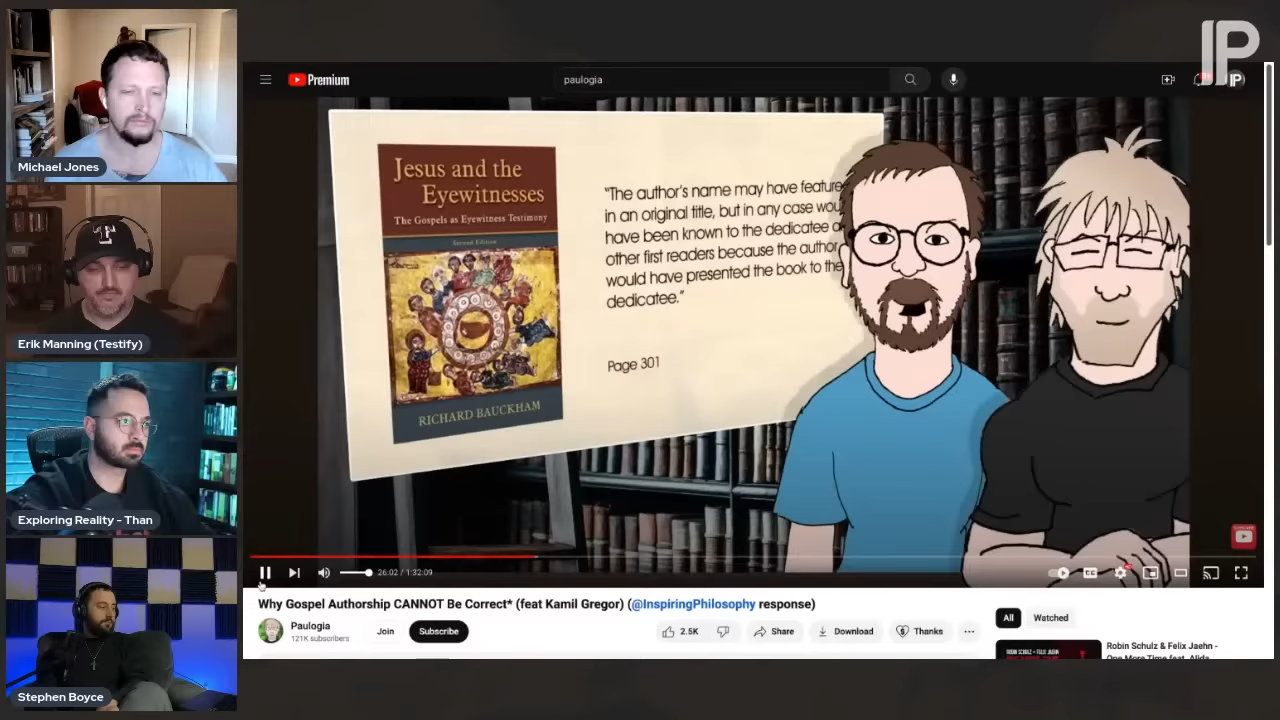 Michael Jones
Erik Manning (Testify)
Exploring Reality - Than
Stephen Boyce
IP
Premium
paulogia
IP
Jesus and the
Eyewitnesses
The Gospels as Eyewitness Testimony
Second Edition
RICHARD BAUCKHAM
"The author's name may have feature
in an original title, but in any case wou
have been known to the dedicatee a
other first readers because the author
would have presented the book to the
dedicatee."
Page 301
26:02 / 1:32:09
Why Gospel Authorship CANNOT Be Correct* (feat Kamil Gregor) (@InspiringPhilosophy response)
Paulogia
121K subscribers
Join
Subscribe
2.5K
Share
Download
Thanks
All
Watched
Robin Schulz & Felix Jaehn -
One More Time feat. Alida